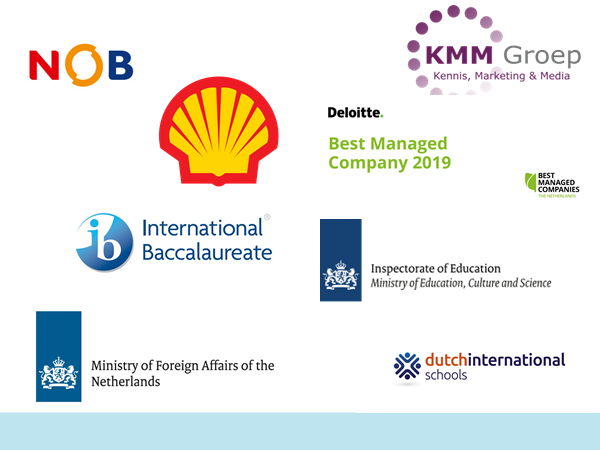 NOB
KMM Groep
Kennis, Marketing & Media
Deloitte.
Best Managed
Company 2019
BEST
MANAGED
COMPANIES
THE NETHERLANDS
ib
International®
Baccalaureate
Inspectorate of Education
Ministry of Education, Culture and Science
Ministry of Foreign Affairs of the
Netherlands
dutchinternational
schools